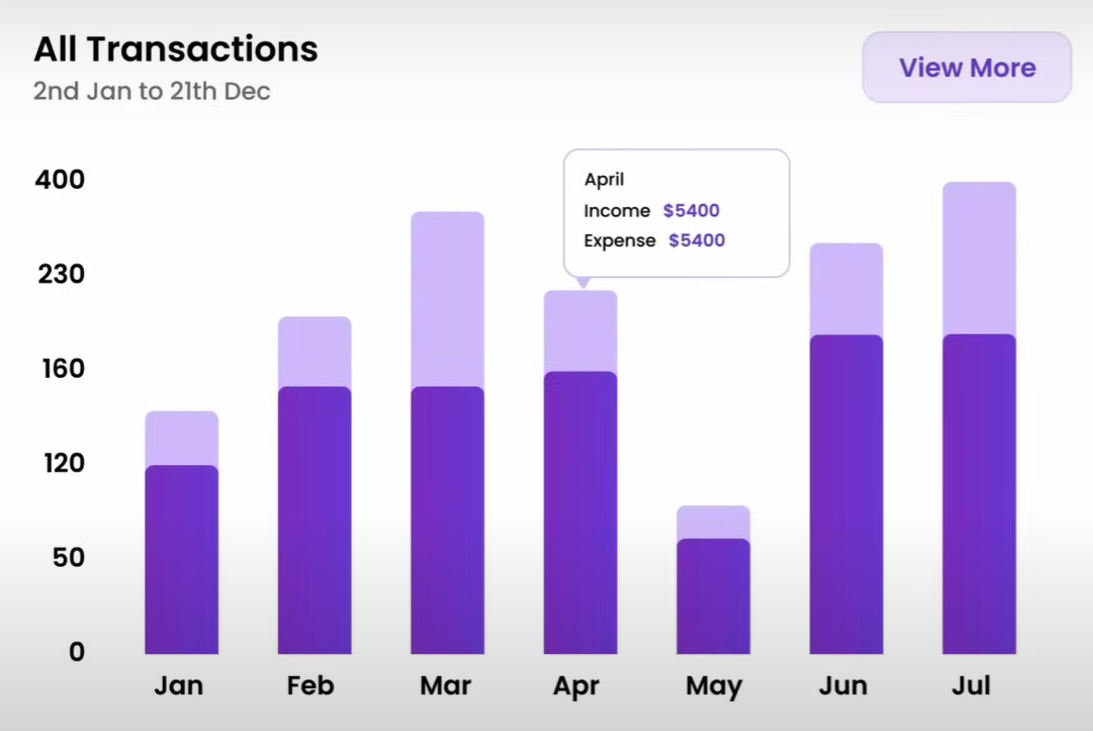 All Transactions
2nd Jan to 21th Dec
View More
400
230
160
120
50
0
April
Income $5400
Expense $5400
Jan Feb Mar Apr May Jun Jul